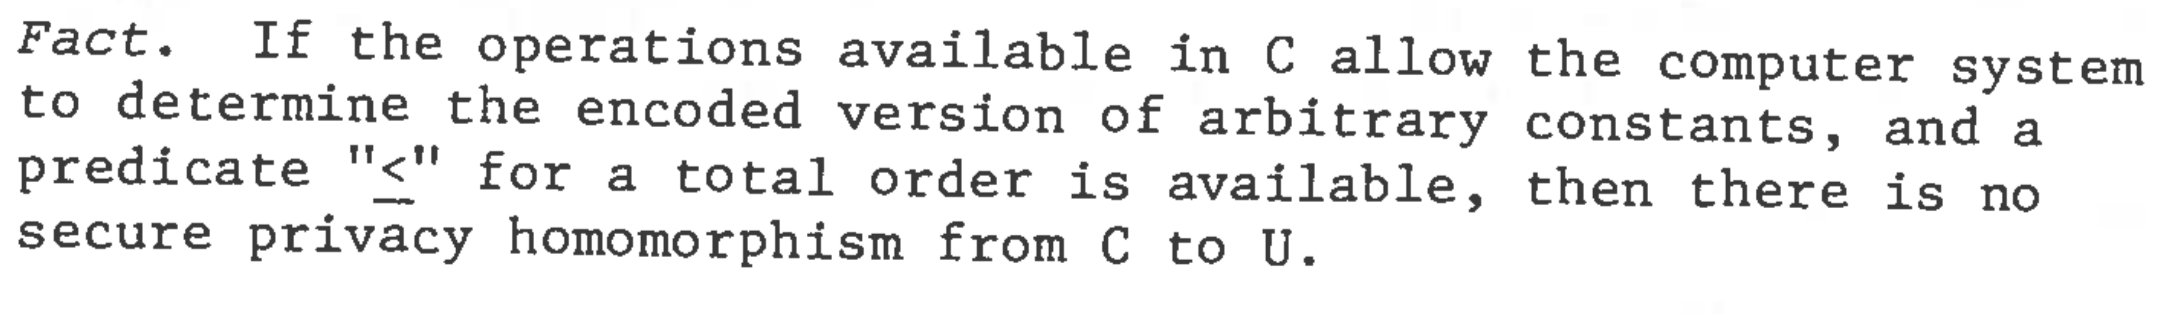 Fact. If the operations available in C allow the computer system
to determine the encoded version of arbitrary constants, and a
predicate "≤" for a total order is available, then there is no
secure privacy homomorphism from C to U.